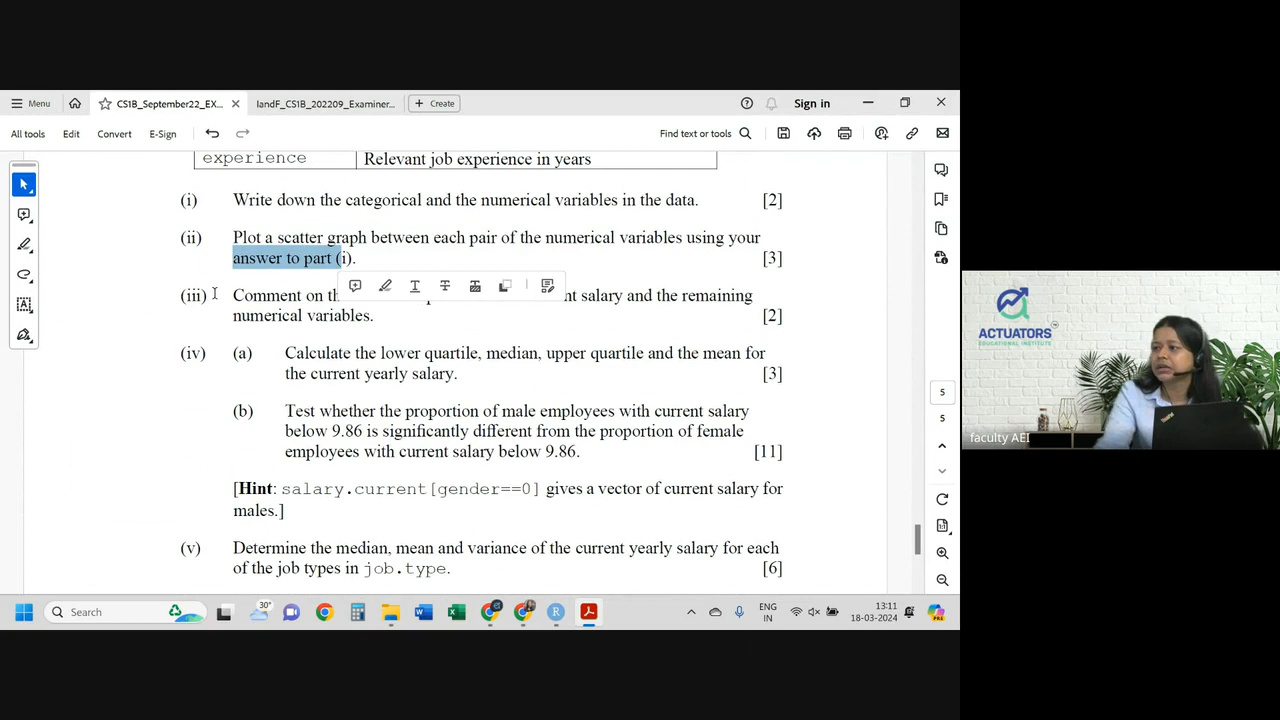 Menu
CS1B_September22_EX...
IandF_CS1B_202209_Examiner...
Create
Sign in
All tools
Edit
Convert
E-Sign
Find text or tools
experience
Relevant job experience in years
(i) Write down the categorical and the numerical variables in the data. [2]
(ii) Plot a scatter graph between each pair of the numerical variables using your
answer to part (i). [3]
(iii) Comment on th nt salary and the remaining
numerical variables. [2]
(iv) (a) Calculate the lower quartile, median, upper quartile and the mean for
the current yearly salary. [3]
(b) Test whether the proportion of male employees with current salary
below 9.86 is significantly different from the proportion of female
employees with current salary below 9.86. [11]
[Hint: salary.current[gender==0] gives a vector of current salary for
males.]
(v) Determine the median, mean and variance of the current yearly salary for each
of the job types in job.type. [6]
5
5
ACTUATORS
EDUCATIONAL INSTITUTE
faculty AEI
Search
30°
ENG
IN
13:11
18-03-2024